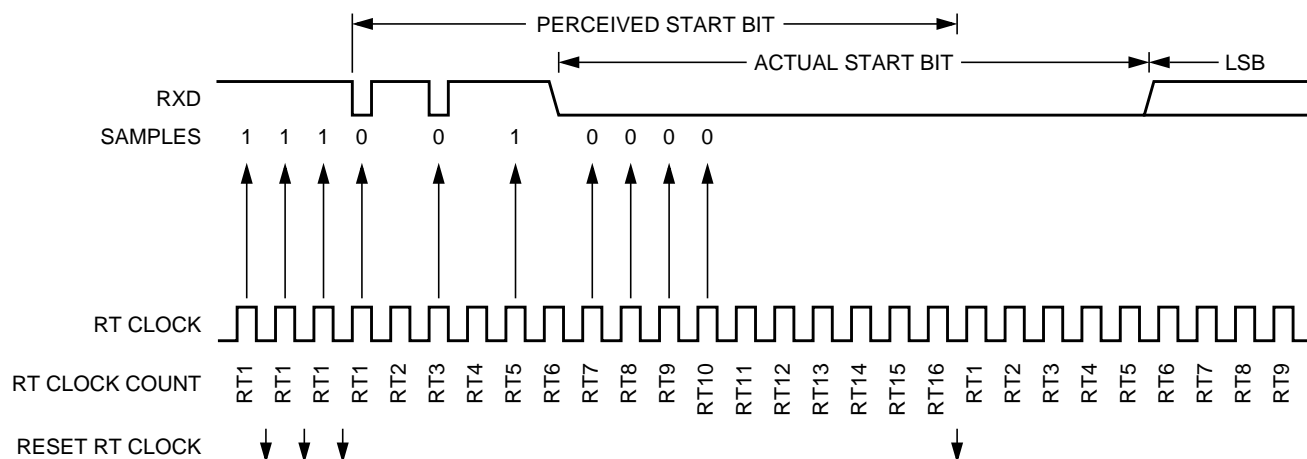 PERCEIVED START BIT
ACTUAL START BIT
LSB
RXD
SAMPLES 1 1 1 0 0 1 0 0 0 0
RT CLOCK
RT CLOCK COUNT RT1 RT1 RT1 RT1 RT2 RT3 RT4 RT5 RT6 RT7 RT8 RT9 RT10 RT11 RT12 RT13 RT14 RT15 RT16 RT1 RT2 RT3 RT4 RT5 RT6 RT7 RT8 RT9
RESET RT CLOCK